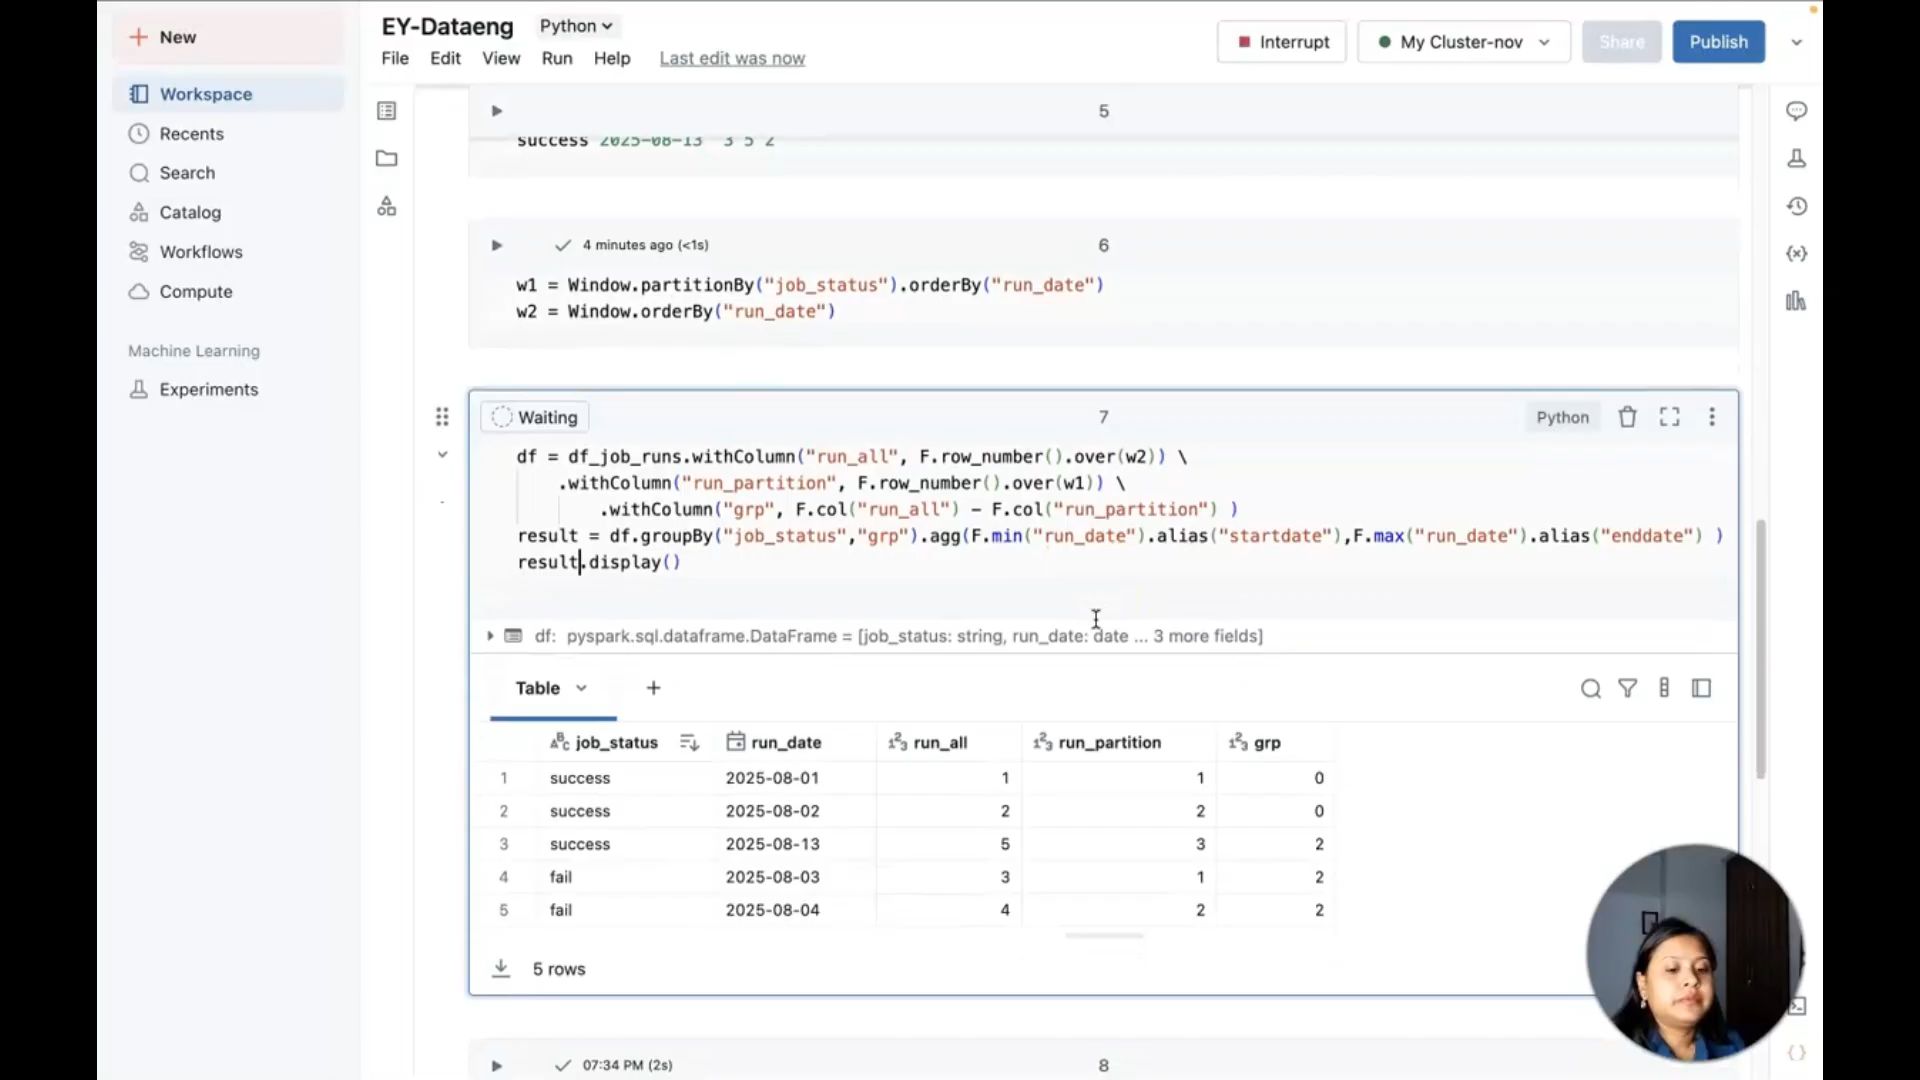 New
Workspace
Recents
Search
Catalog
Workflows
Compute
Machine Learning
Experiments
EY-Dataeng
Python
File Edit View Run Help Last edit was now
Interrupt
My Cluster-nov
Share
Publish
5
success 2025-08-13 3 5 2
4 minutes ago (<1s)
6
w1 = Window.partitionBy("job_status").orderBy("run_date")
w2 = Window.orderBy("run_date")
Waiting
7
Python
df = df_job_runs.withColumn("run_all", F.row_number().over(w2)) \
.withColumn("run_partition", F.row_number().over(w1)) \
.withColumn("grp", F.col("run_all") - F.col("run_partition") )
result = df.groupBy("job_status","grp").agg(F.min("run_date").alias("startdate"),F.max("run_date").alias("enddate") )
result.display()
df: pyspark.sql.dataframe.DataFrame = [job_status: string, run_date: date ... 3 more fields]
Table
job_status run_date run_all run_partition grp
1 success 2025-08-01 1 1 0
2 success 2025-08-02 2 2 0
3 success 2025-08-13 5 3 2
4 fail 2025-08-03 3 1 2
5 fail 2025-08-04 4 2 2
5 rows
07:34 PM (2s)
8